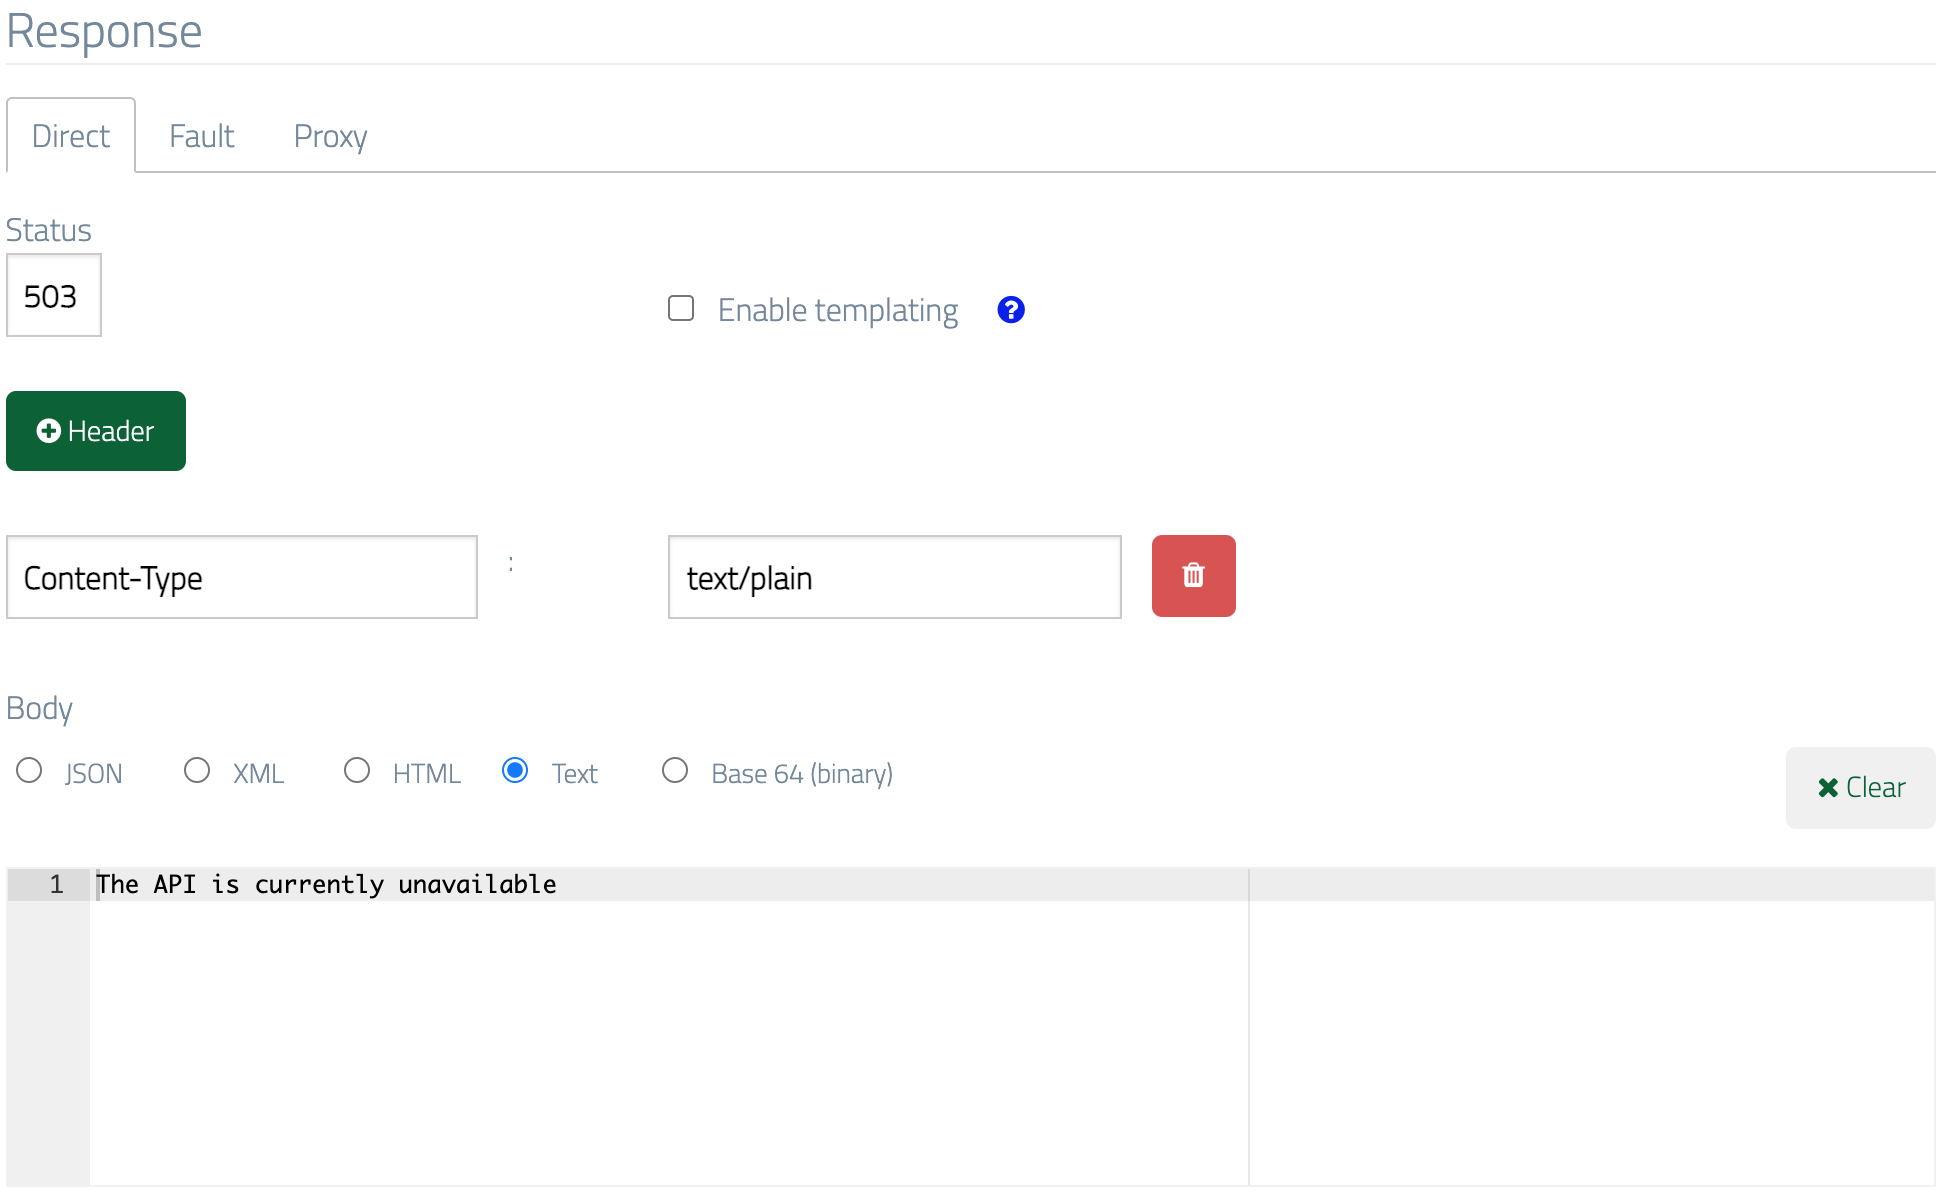 Response
Direct Fault Proxy
Status
503
Enable templating ?
Header
Content-Type : text/plain
Body
JSON XML HTML Text Base 64 (binary)
Clear
1 The API is currently unavailable